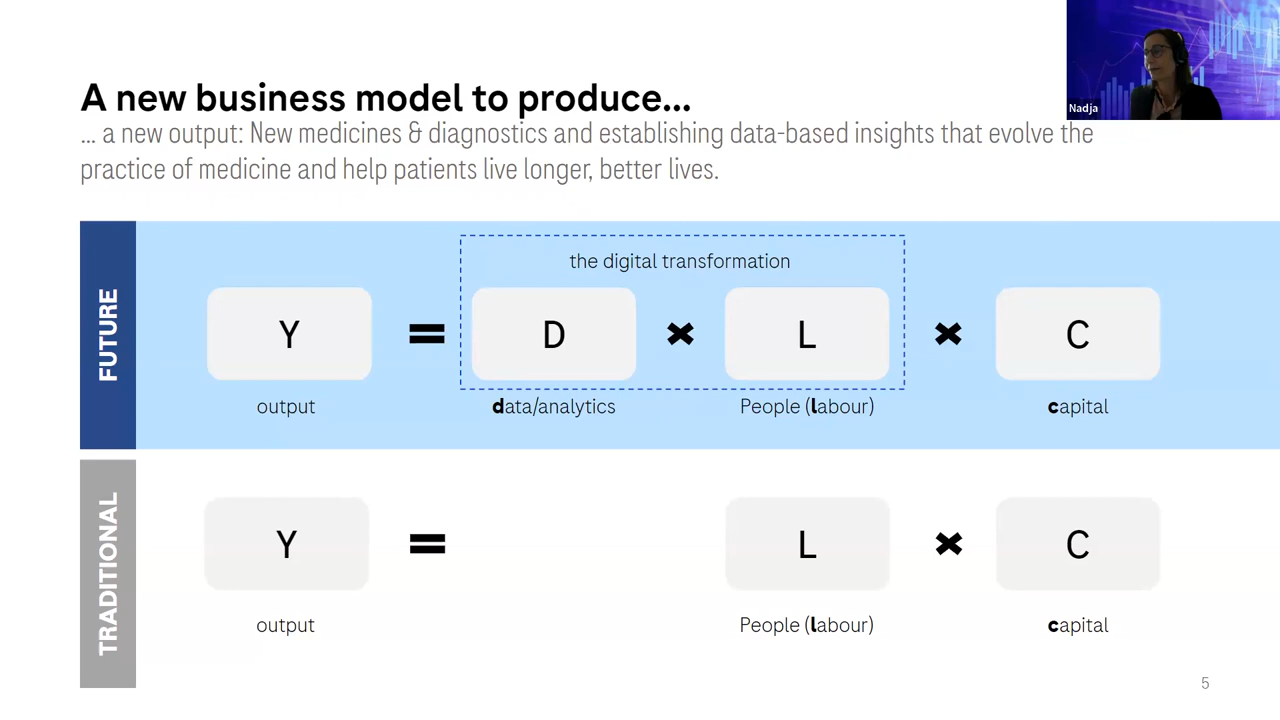 A new business model to produce...
... a new output: New medicines & diagnostics and establishing data-based insights that evolve the
practice of medicine and help patients live longer, better lives.
Nadja
FUTURE
the digital transformation
Y = D × L × C
output data/analytics People (labour) capital
TRADITIONAL
Y = L × C
output People (labour) capital
5